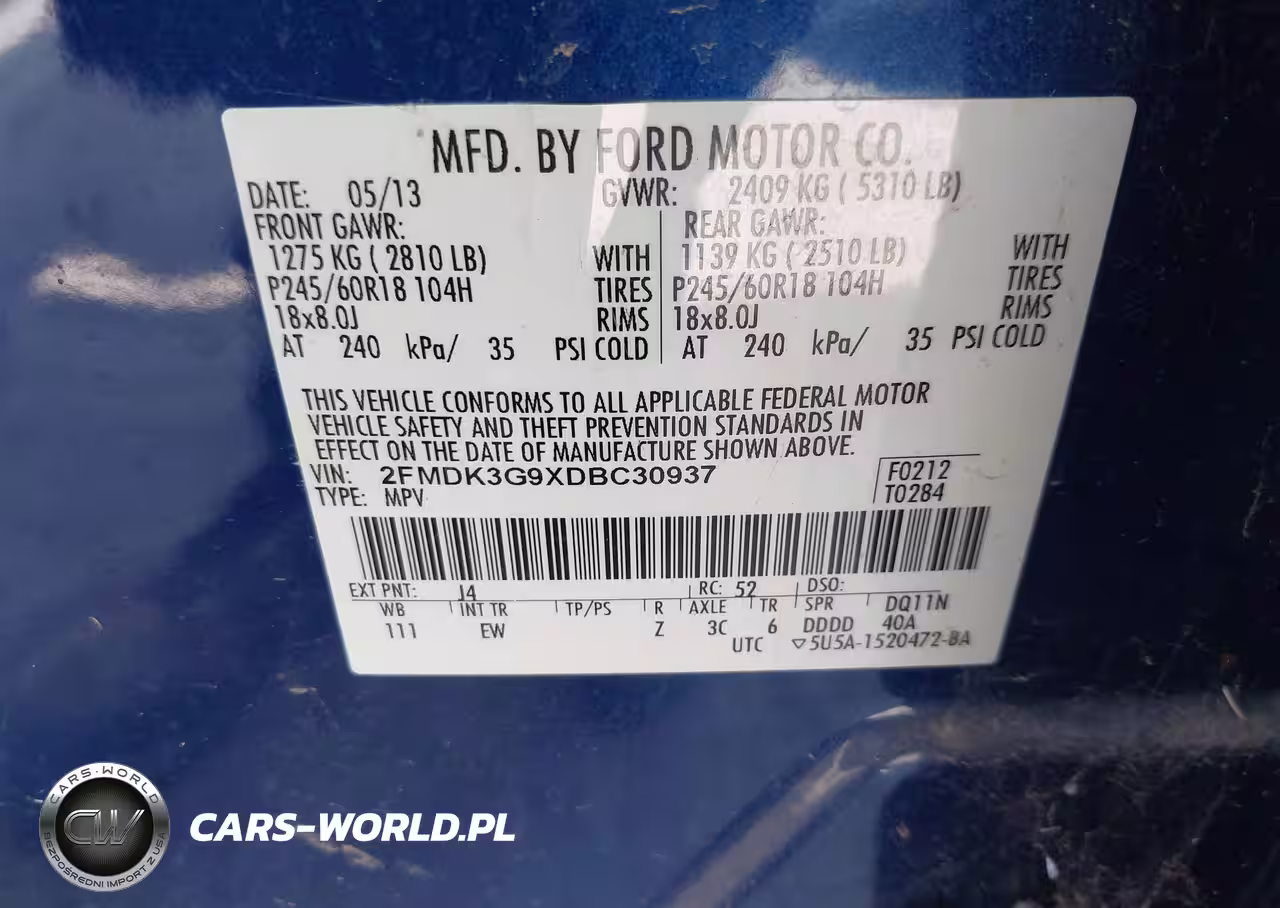 MFD. BY FORD MOTOR CO.
DATE: 05/13 GVWR: 2409 KG ( 5310 LB)
FRONT GAWR: REAR GAWR:
1275 KG ( 2810 LB) WITH 1139 KG ( 2510 LB) WITH
P245/60R18 104H TIRES P245/60R18 104H TIRES
18x8.0J RIMS 18x8.0J RIMS
AT 240 kPa/ 35 PSI COLD AT 240 kPa/ 35 PSI COLD
THIS VEHICLE CONFORMS TO ALL APPLICABLE FEDERAL MOTOR
VEHICLE SAFETY AND THEFT PREVENTION STANDARDS IN
EFFECT ON THE DATE OF MANUFACTURE SHOWN ABOVE.
VIN: 2FMDK3G9XDBC30937 F0212
TYPE: MPV T0284
EXT PNT: J4 RC: 52 DSO:
WB INT TR TP/PS R AXLE TR SPR DQ11N
111 EW Z 3C 6 DDDD 40A
UTC ▽5U5A-1520472-BA
CARS-WORLD
CW
BEZPOŚREDNI IMPORT Z USA
CARS-WORLD.PL